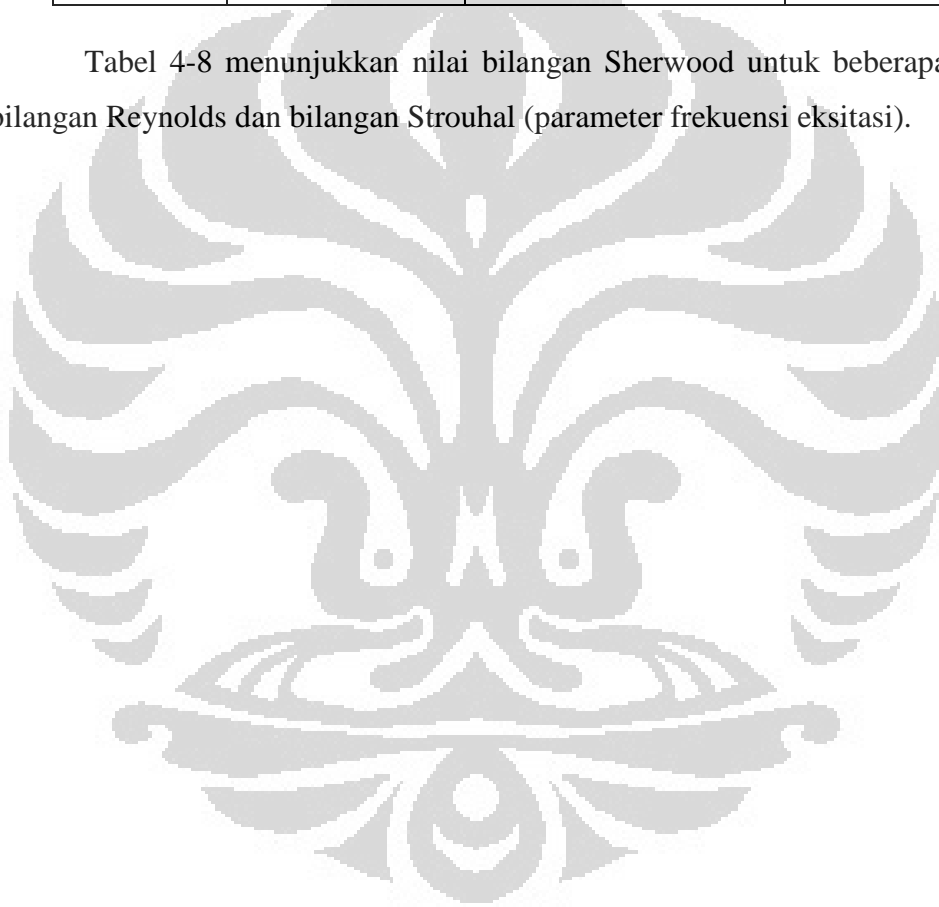 Tabel 4-8 menunjukkan nilai bilangan Sherwood untuk beberapa
bilangan Reynolds dan bilangan Strouhal (parameter frekuensi eksitasi).